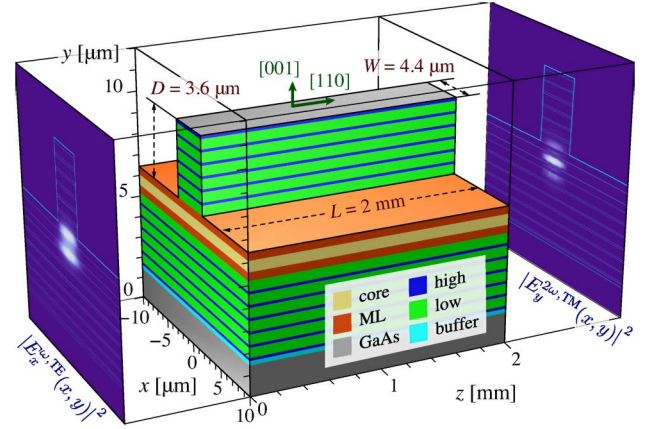 y [μm]
10
5
0
D = 3.6 μm
[001]
[110]
W = 4.4 μm
L = 2 mm
core
ML
GaAs
high
low
buffer
−10
−5
0
5
10
x [μm]
0
1
2
z [mm]
|E_x^{ω,TE}(x, y)|^2
|E_y^{2ω,TM}(x, y)|^2